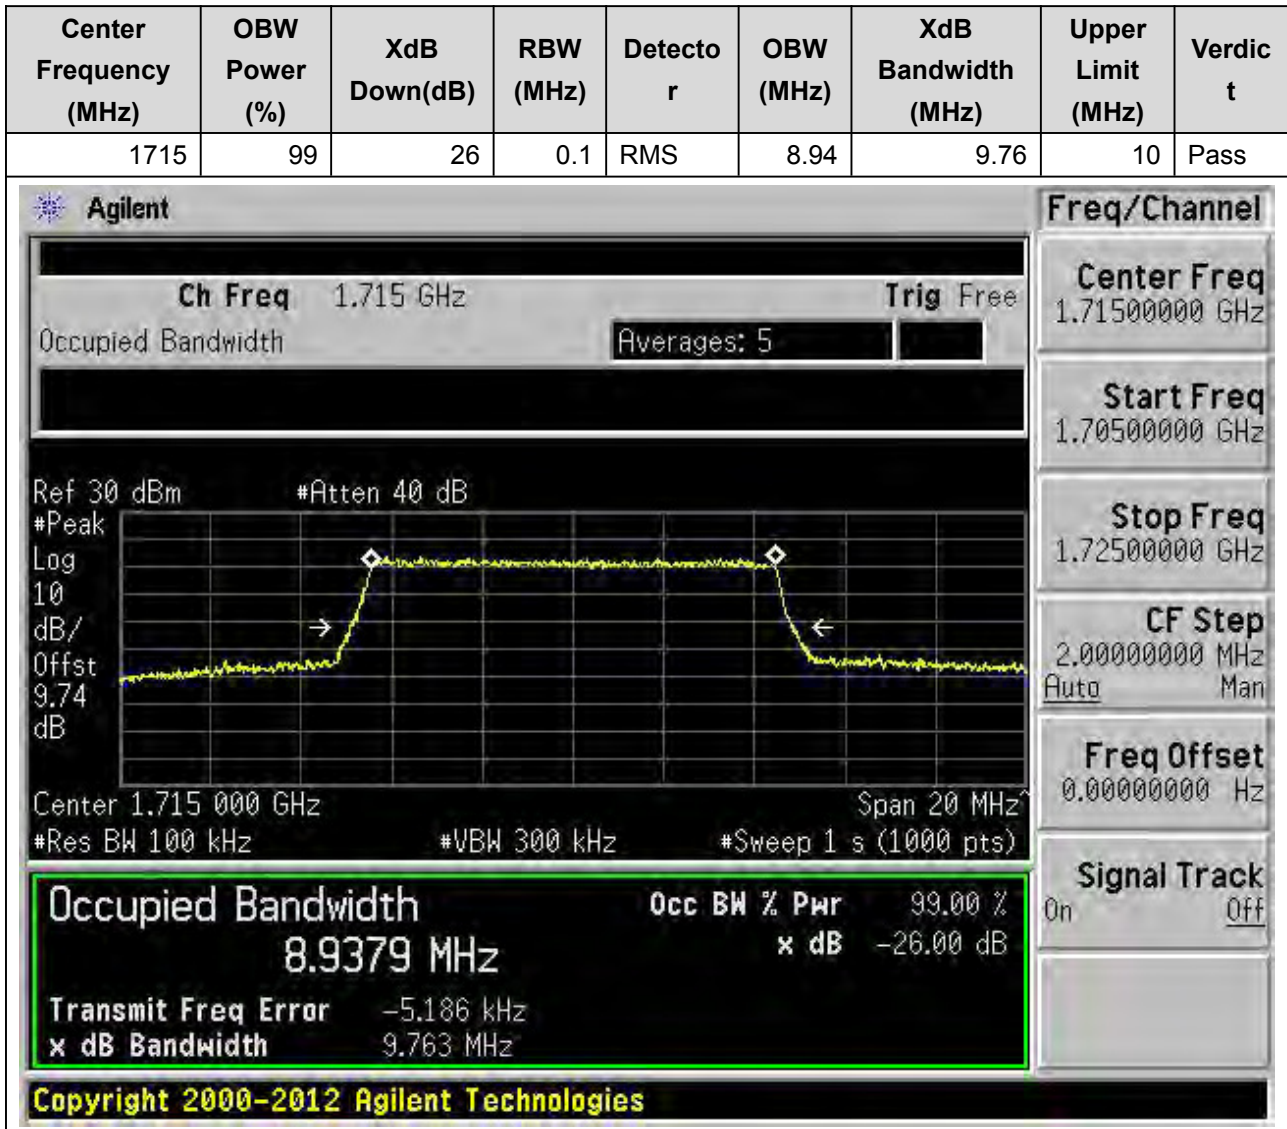 Center Frequency (MHz) OBW Power (%) XdB Down(dB) RBW (MHz) Detecto r OBW (MHz) XdB Bandwidth (MHz) Upper Limit (MHz) Verdic t
1715 99 26 0.1 RMS 8.94 9.76 10 Pass
Agilent
Freq/Channel
Ch Freq 1.715 GHz Trig Free
Occupied Bandwidth Averages: 5
Ref 30 dBm #Atten 40 dB
#Peak
Log
10
dB/
Offst
9.74
dB
Center 1.715 000 GHz Span 20 MHz^
#Res BW 100 kHz #VBW 300 kHz #Sweep 1 s (1000 pts)
Occupied Bandwidth Occ BW % Pwr 99.00 %
8.9379 MHz x dB -26.00 dB
Transmit Freq Error -5.186 kHz
x dB Bandwidth 9.763 MHz
Center Freq
1.71500000 GHz
Start Freq
1.70500000 GHz
Stop Freq
1.72500000 GHz
CF Step
2.00000000 MHz
Auto Man
Freq Offset
0.00000000 Hz
Signal Track
On Off
Copyright 2000-2012 Agilent Technologies